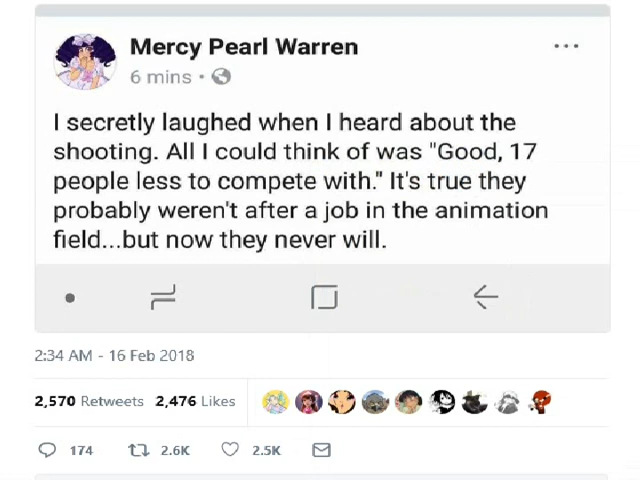 Mercy Pearl Warren
6 mins •
I secretly laughed when I heard about the
shooting. All I could think of was "Good, 17
people less to compete with." It's true they
probably weren't after a job in the animation
field...but now they never will.
2:34 AM - 16 Feb 2018
2,570 Retweets 2,476 Likes
174 2.6K 2.5K